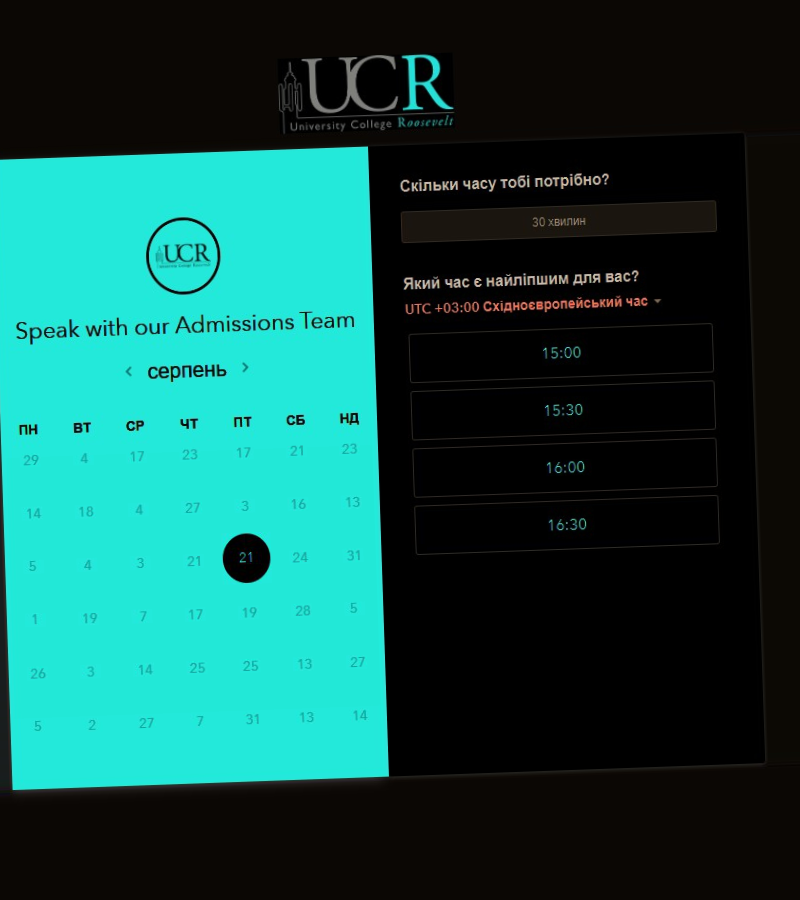 UCR
University College Roosevelt
UCR
Speak with our Admissions Team
серпень
ПН ВТ СР ЧТ ПТ СБ НД
29 4 17 23 17 21 23
14 18 4 27 3 16 13
5 4 3 21 21 24 31
1 19 7 17 19 28 5
26 3 14 25 25 13 27
5 2 27 7 31 13 14
Скільки часу тобі потрібно?
30 хвилин
Який час є найліпшим для вас?
UTC +03:00 Східноєвропейський час
15:00
15:30
16:00
16:30